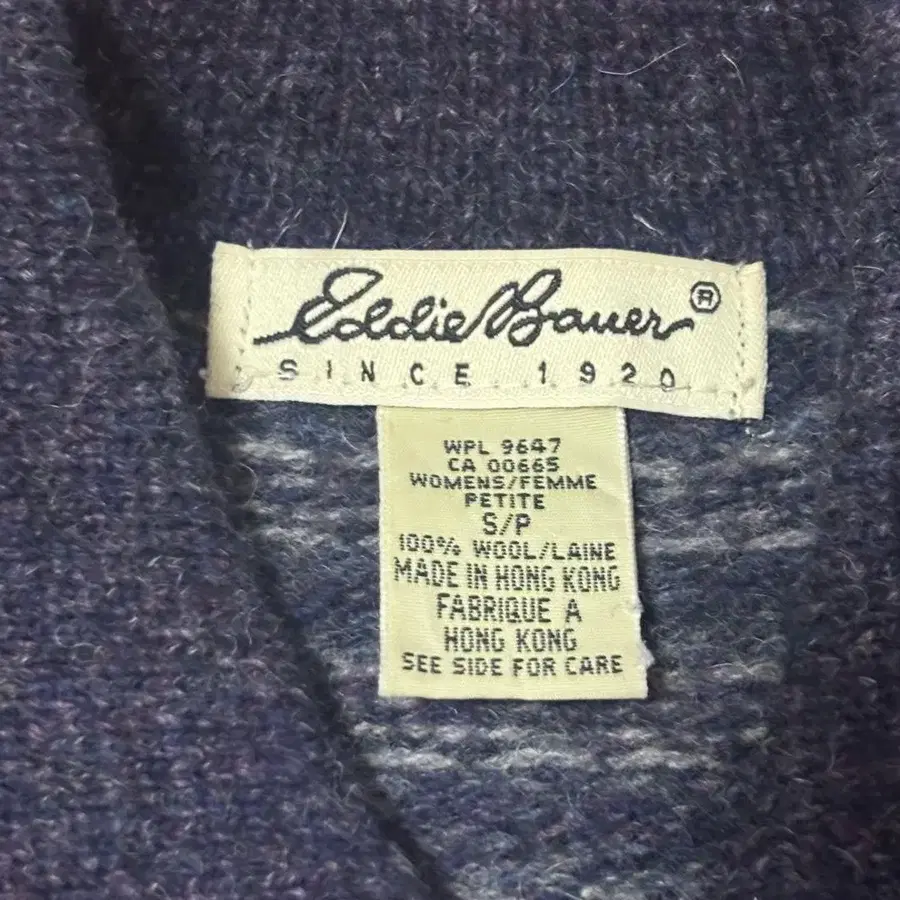 Eddie Bauer ®
SINCE 1920
WPL 9647
CA 00665
WOMENS/FEMME
PETITE
S/P
100% WOOL/LAINE
MADE IN HONG KONG
FABRIQUE A
HONG KONG
SEE SIDE FOR CARE